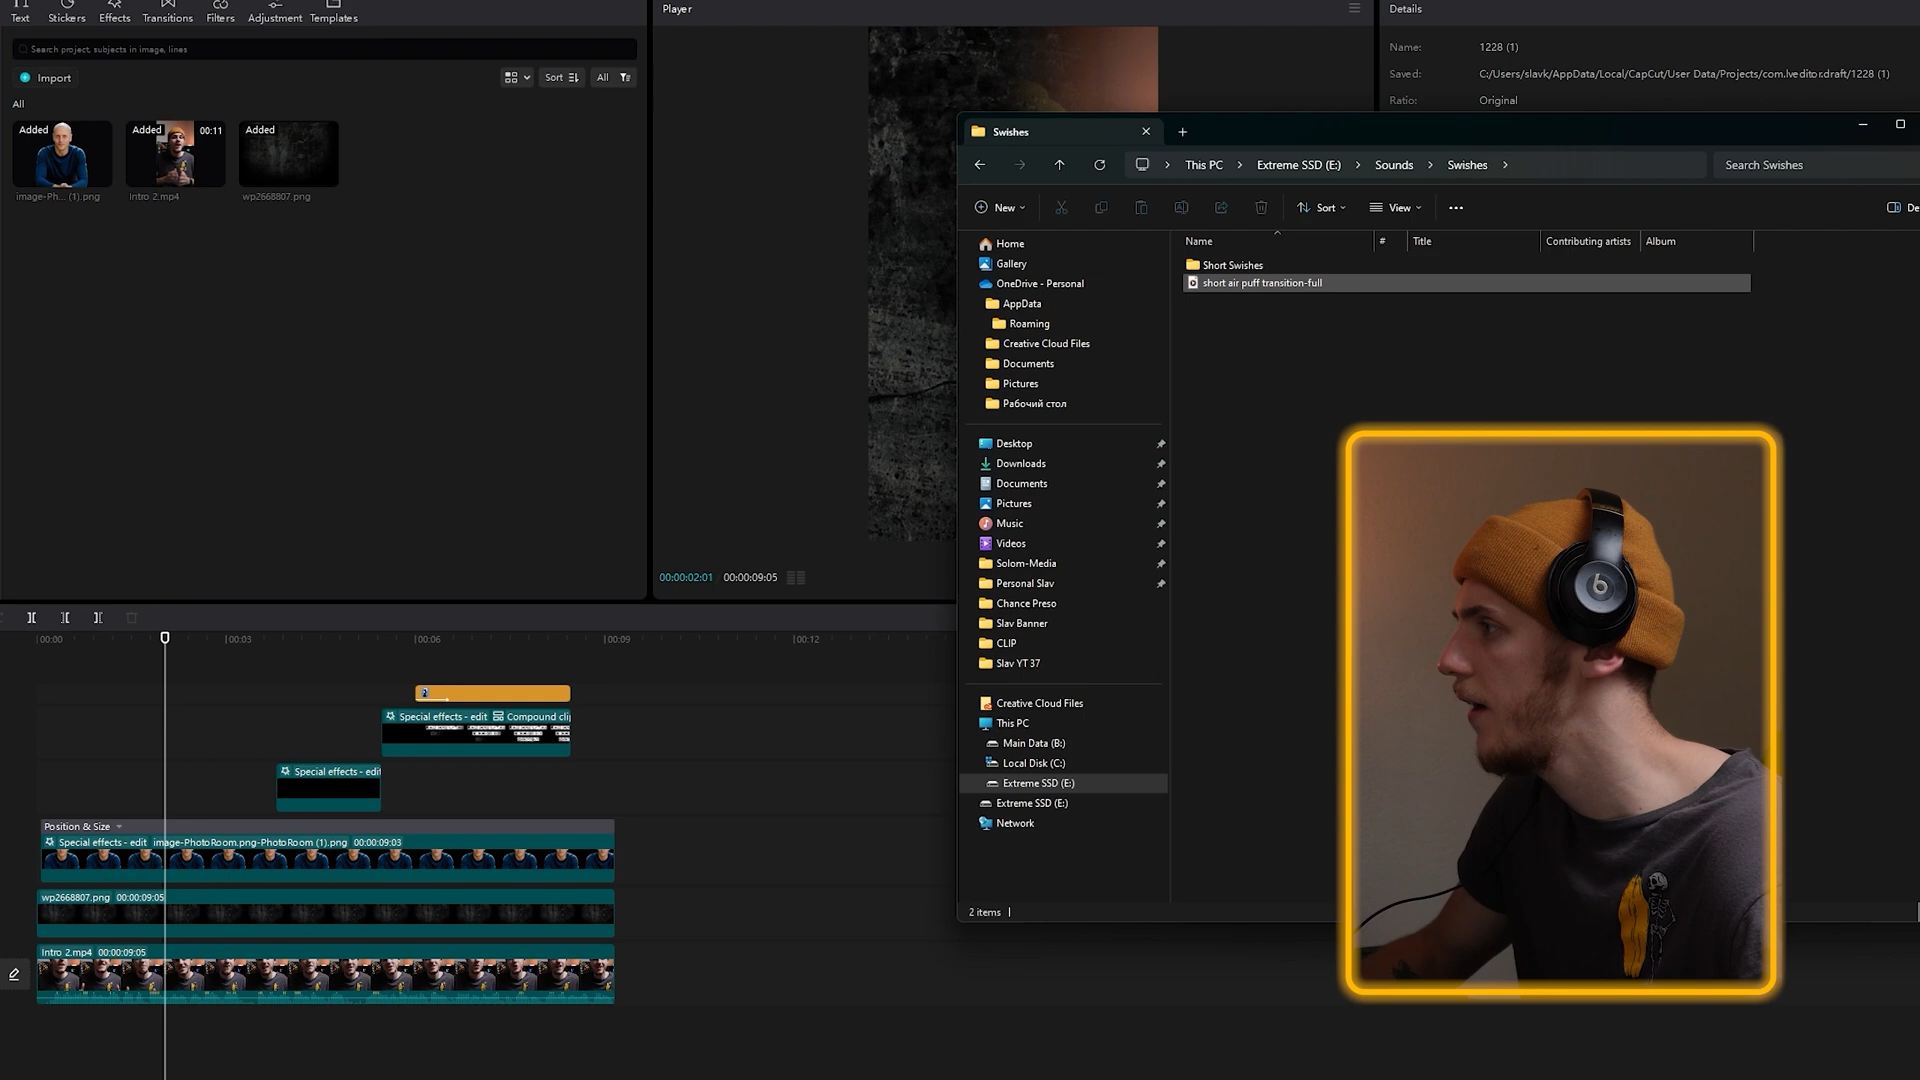 Text
Stickers
Effects
Transitions
Filters
Adjustment
Templates
Search project, subjects in image, lines
Import
Sort
All
All
Added
Added
00:11
Added
image-Ph... (1).png
Intro 2.mp4
wp2668807.png
Player
00:00:02:01
00:00:09:05
Details
Name:
1228 (1)
Saved:
C:/Users/slavk/AppData/Local/CapCut/User Data/Projects/com.lveditor.draft/1228 (1)
Ratio:
Original
Swishes
This PC
Extreme SSD (E:)
Sounds
Swishes
Search Swishes
New
Sort
View
De
Name
#
Title
Contributing artists
Album
Short Swishes
short air puff transition-full
Home
Gallery
OneDrive - Personal
AppData
Roaming
Creative Cloud Files
Documents
Pictures
Рабочий стол
Desktop
Downloads
Documents
Pictures
Music
Videos
Solom-Media
Personal Slav
Chance Preso
Slav Banner
CLIP
Slav YT 37
Creative Cloud Files
This PC
Main Data (B:)
Local Disk (C:)
Extreme SSD (E:)
Extreme SSD (E:)
Network
2 items
00:00
00:03
00:06
00:09
00:12
Special effects - edit
Compound cli
Special effects - edit
Position & Size
Special effects - edit image-PhotoRoom.png-PhotoRoom (1).png 00:00:09:03
wp2668807.png 00:00:09:05
Intro 2.mp4 00:00:09:05
b